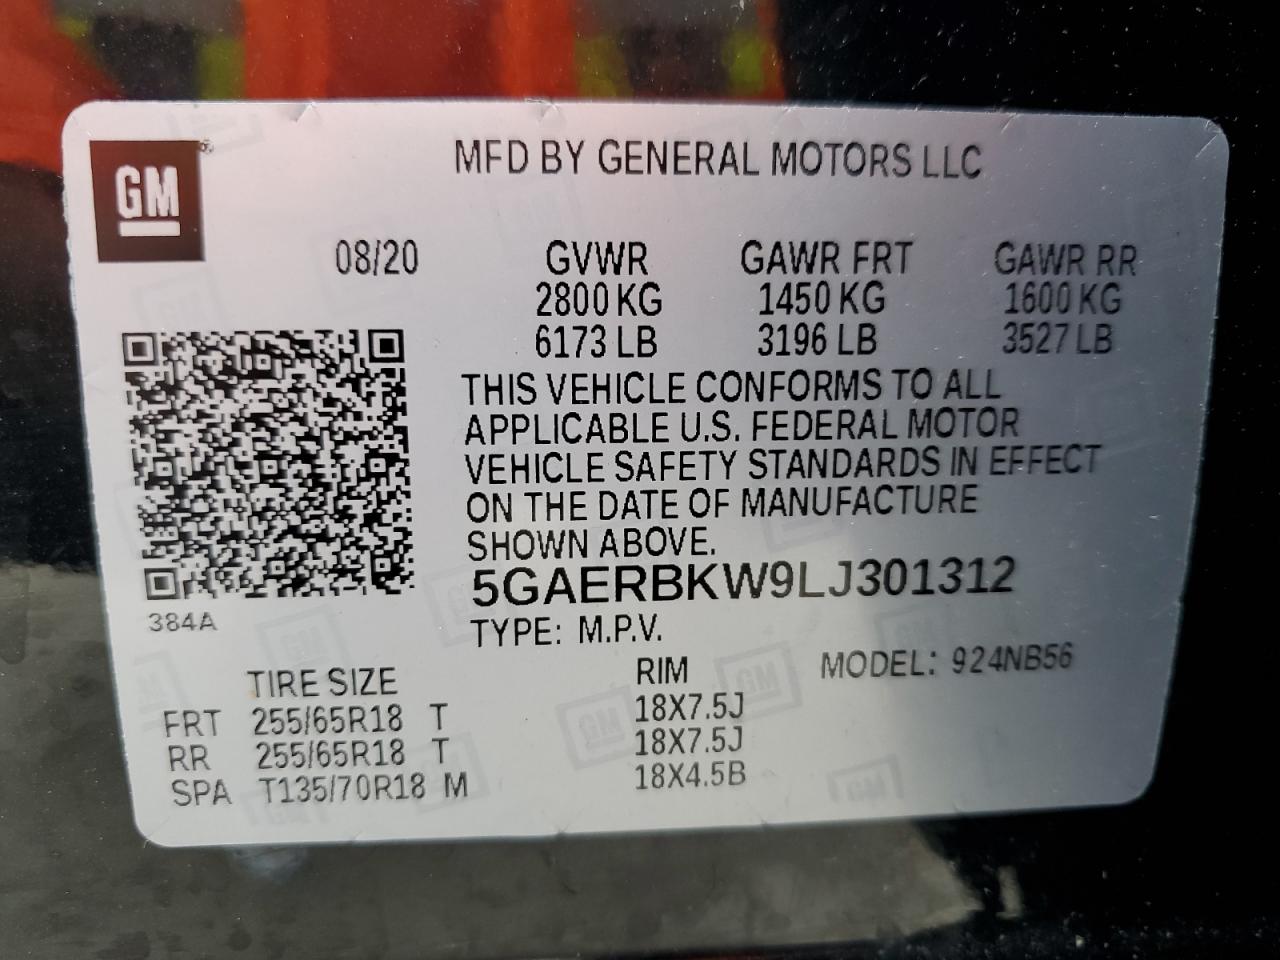 GM
MFD BY GENERAL MOTORS LLC
08/20 GVWR GAWR FRT GAWR RR
2800 KG 1450 KG 1600 KG
6173 LB 3196 LB 3527 LB
THIS VEHICLE CONFORMS TO ALL
APPLICABLE U.S. FEDERAL MOTOR
VEHICLE SAFETY STANDARDS IN EFFECT
ON THE DATE OF MANUFACTURE
SHOWN ABOVE.
5GAERBKW9LJ301312
384A
TYPE: M.P.V.
TIRE SIZE RIM MODEL: 924NB56
FRT 255/65R18 T 18X7.5J
RR 255/65R18 T 18X7.5J
SPA T135/70R18 M 18X4.5B